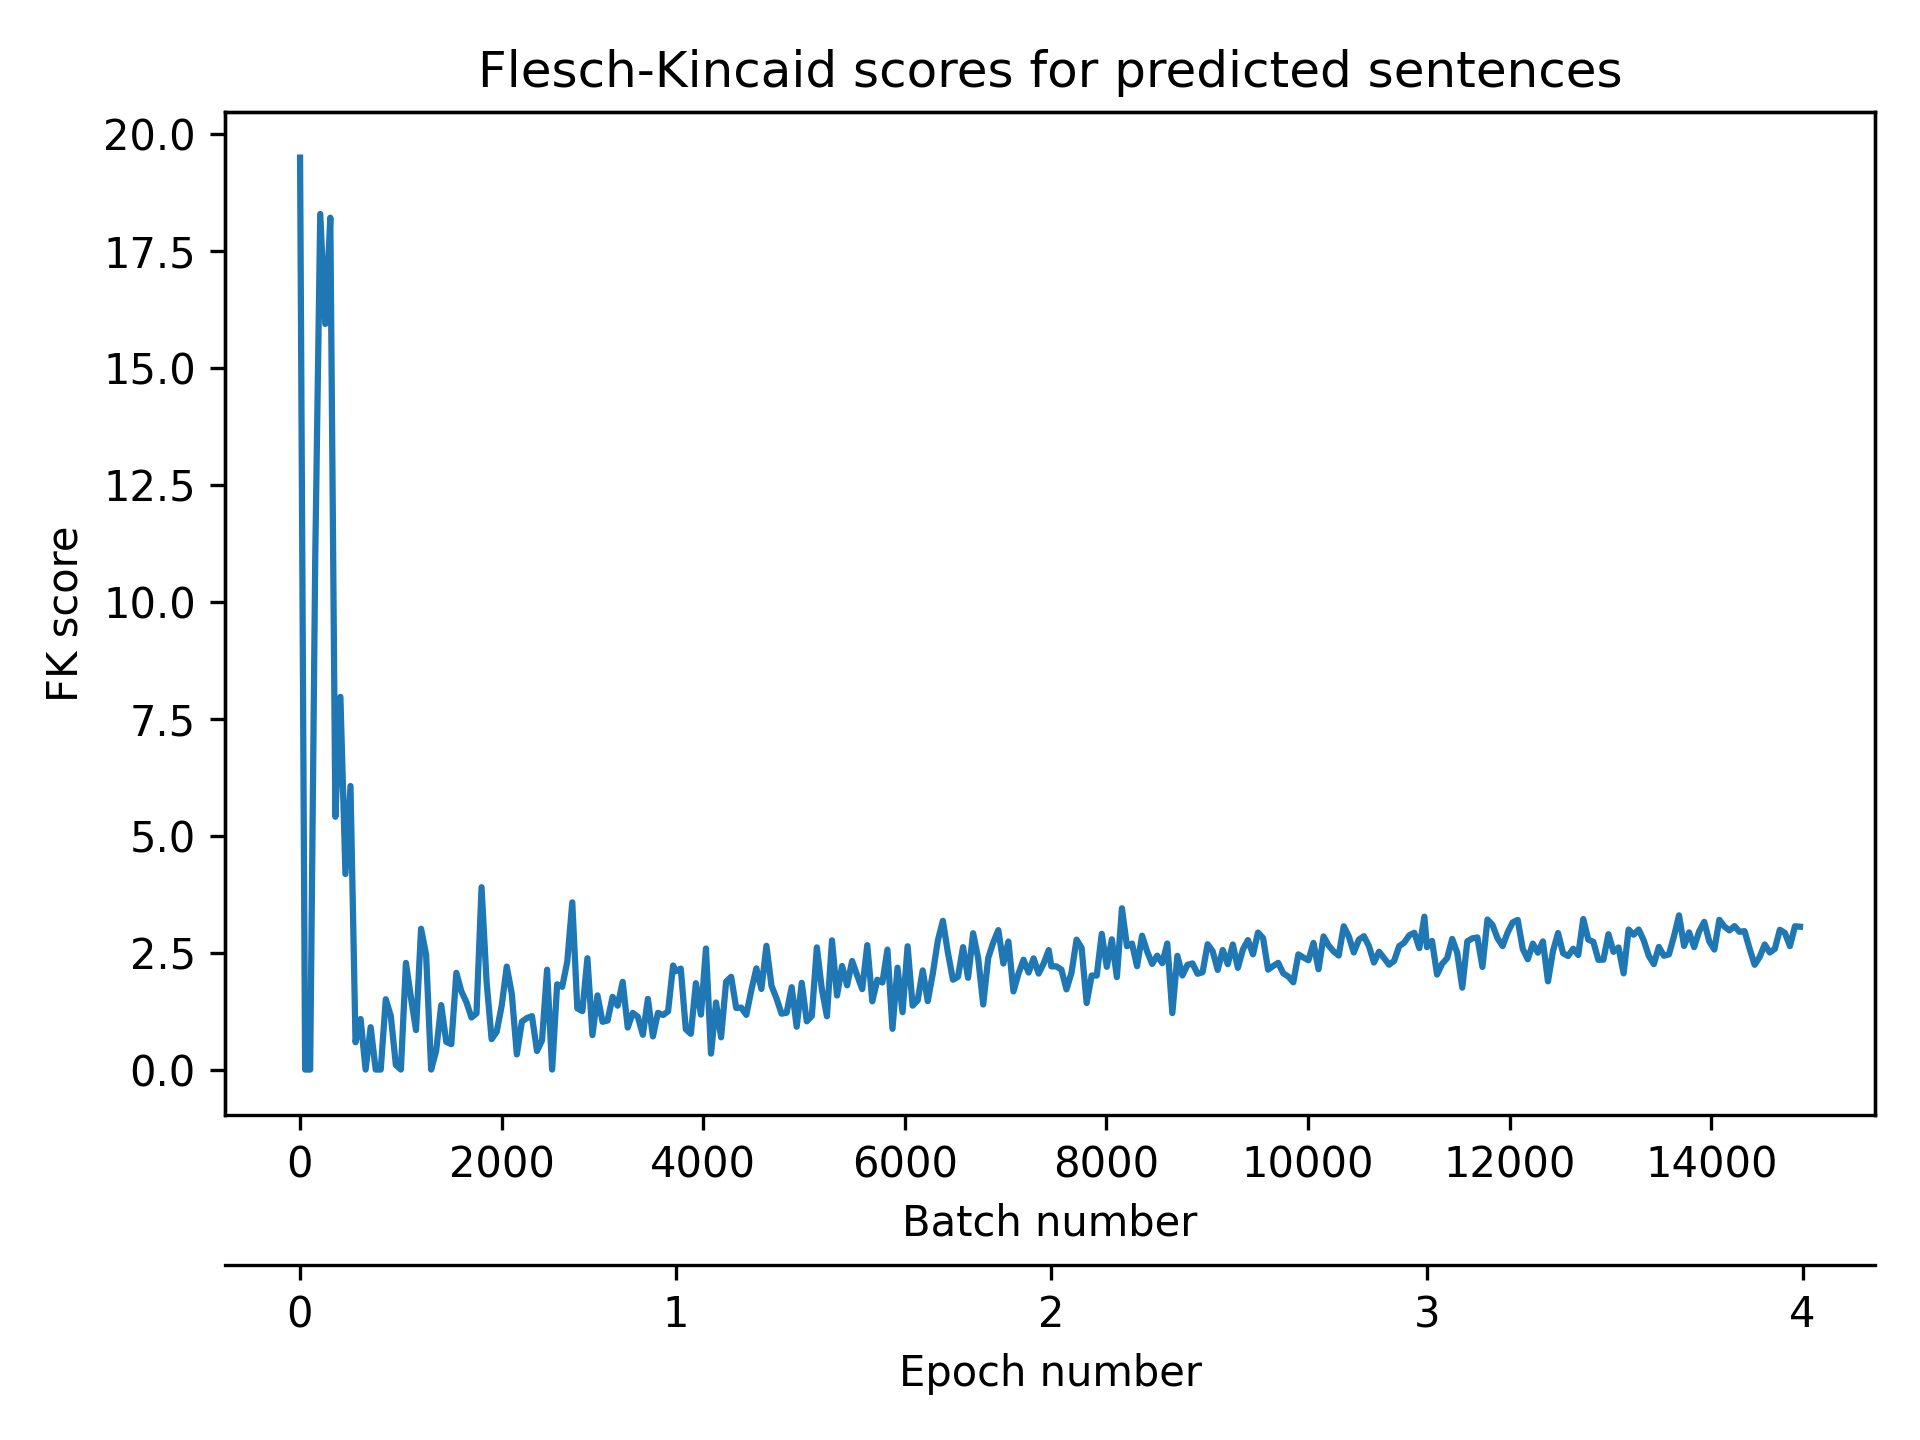 Flesch-Kincaid scores for predicted sentences
20.0
17.5
15.0
12.5
10.0
7.5
5.0
2.5
0.0
FK score
0 2000 4000 6000 8000 10000 12000 14000
Batch number
0 1 2 3 4
Epoch number